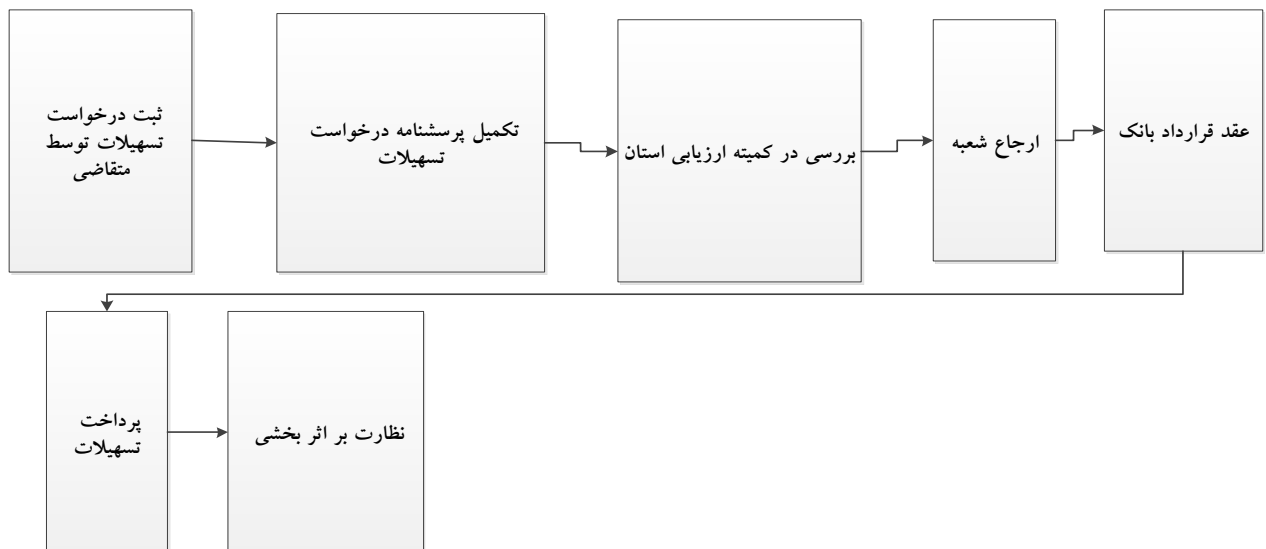 ثبت درخواست
تسهیلات توسط
متقاضی
تکمیل پرسشنامه درخواست
تسهیلات
بررسی در کمیته ارزیابی استان
ارجاع شعبه
عقد قرارداد بانک
پرداخت
تسهیلات
نظارت بر اثر بخشی